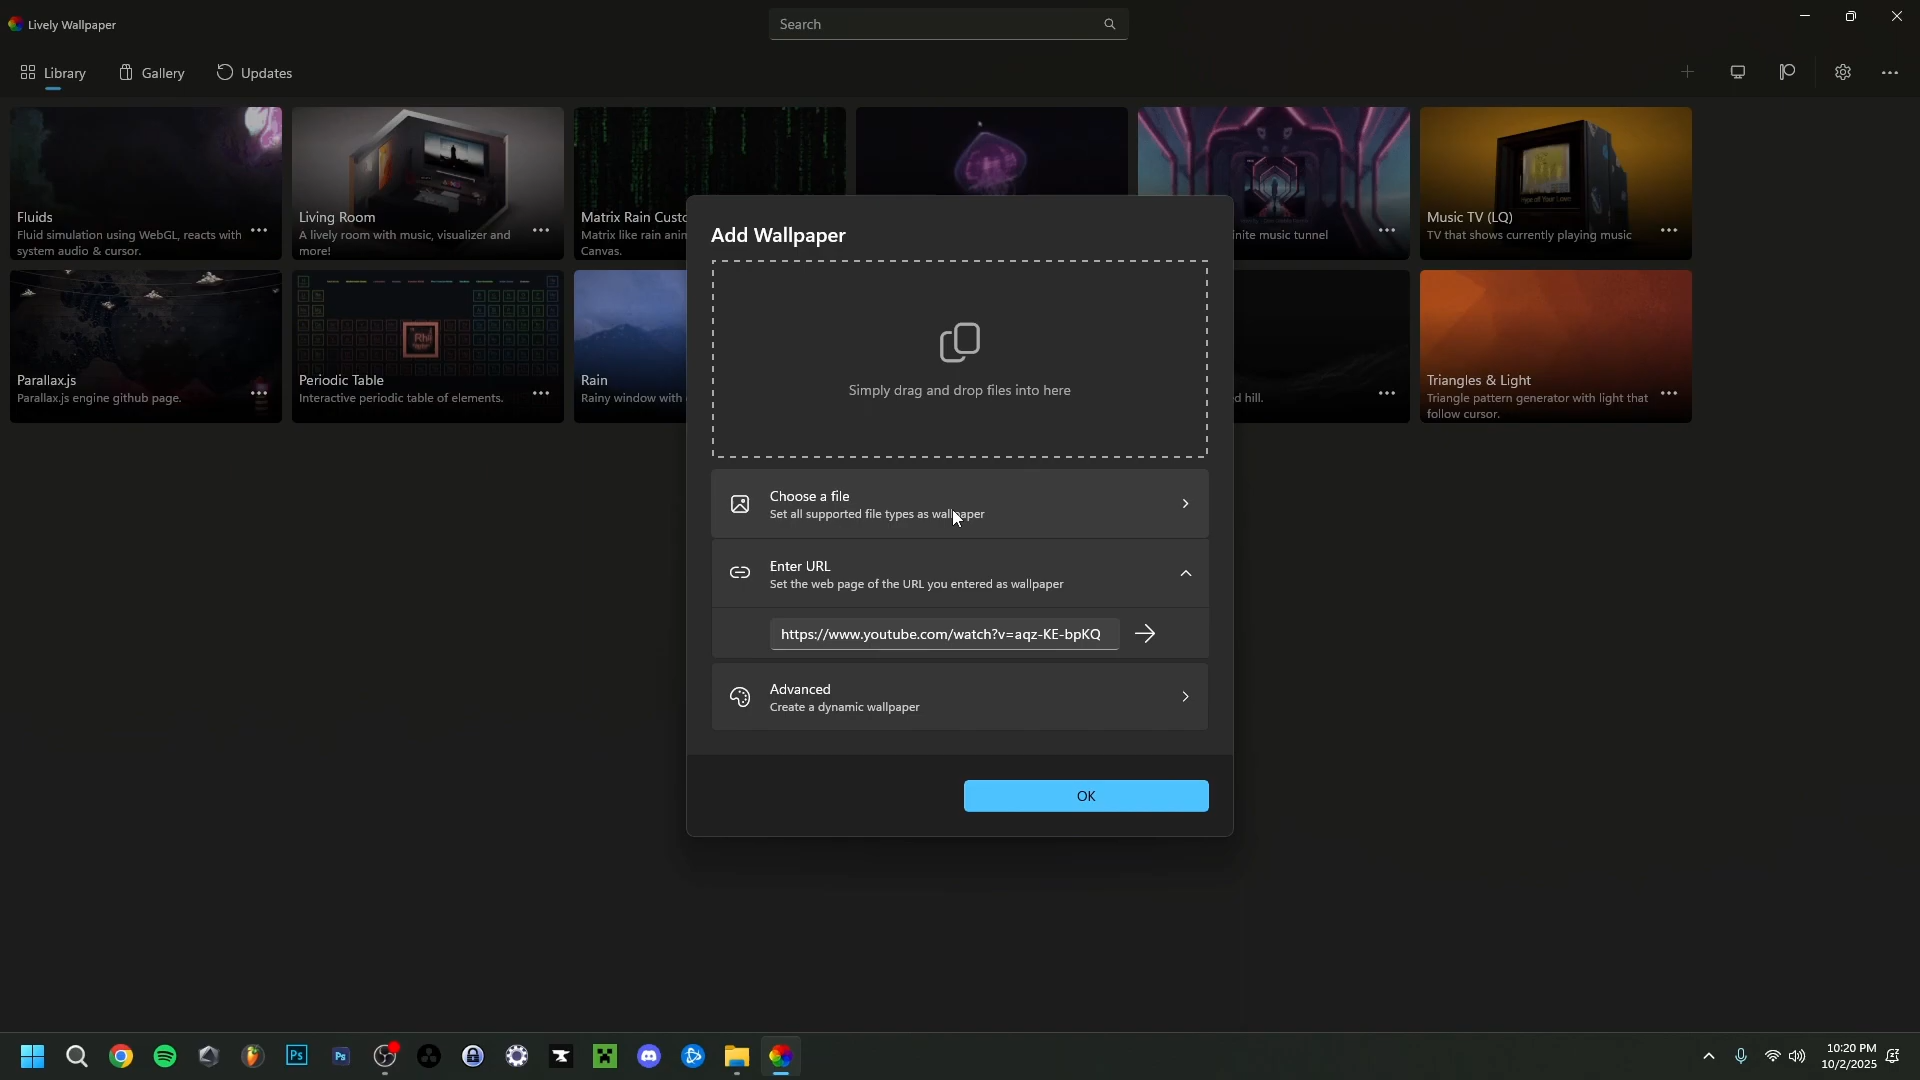 Lively Wallpaper
Search
Library
Gallery
Updates
Fluids
Fluid simulation using WebGL, reacts with
system audio & cursor.
Living Room
A lively room with music, visualizer and
more!
Matrix Rain Custo
Matrix like rain anim
Canvas.
inite music tunnel
Music TV (LQ)
TV that shows currently playing music
Parallax.js
Parallax.js engine github page.
Periodic Table
Interactive periodic table of elements.
Rain
Rainy window with
d hill.
Triangles & Light
Triangle pattern generator with light that
follow cursor.
Add Wallpaper
Simply drag and drop files into here
Choose a file
Set all supported file types as wallpaper
Enter URL
Set the web page of the URL you entered as wallpaper
https://www.youtube.com/watch?v=aqz-KE-bpKQ
Advanced
Create a dynamic wallpaper
OK
Ps
Ps
10:20 PM
10/2/2025